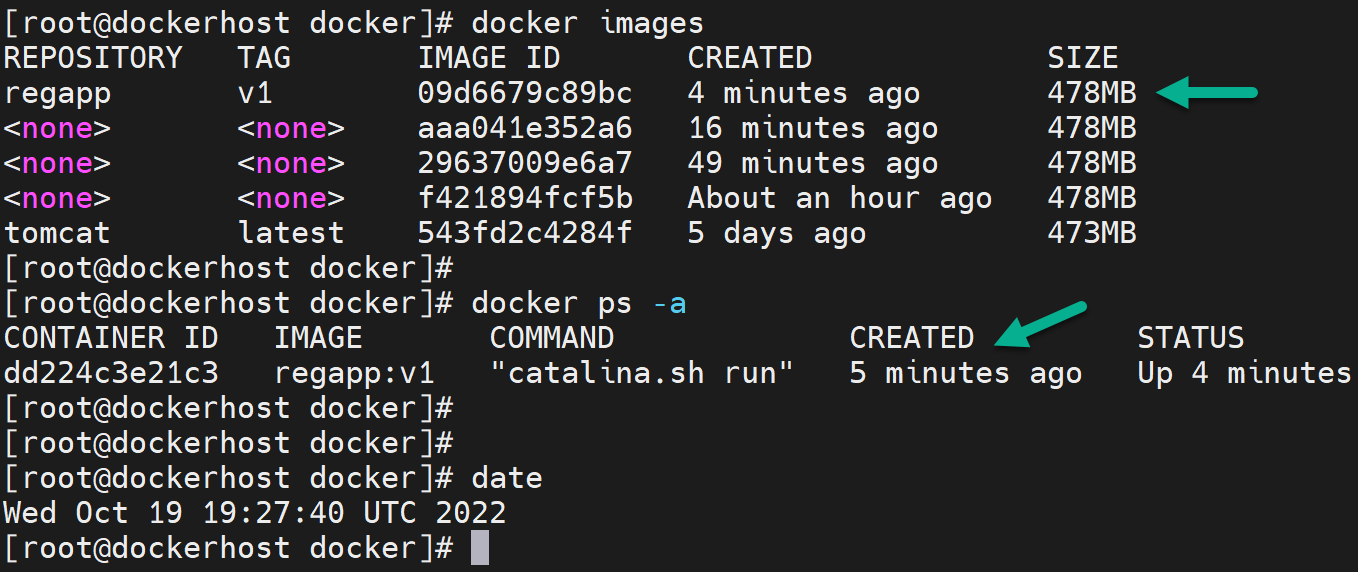 [root@dockerhost docker]# docker images
REPOSITORY   TAG       IMAGE ID       CREATED             SIZE
regapp       v1        09d6679c89bc   4 minutes ago       478MB
<none>       <none>    aaa041e352a6   16 minutes ago      478MB
<none>       <none>    29637009e6a7   49 minutes ago      478MB
<none>       <none>    f421894fcf5b   About an hour ago   478MB
tomcat       latest    543fd2c4284f   5 days ago          473MB
[root@dockerhost docker]#
[root@dockerhost docker]# docker ps -a
CONTAINER ID   IMAGE       COMMAND             CREATED         STATUS
dd224c3e21c3   regapp:v1   "catalina.sh run"   5 minutes ago   Up 4 minutes
[root@dockerhost docker]#
[root@dockerhost docker]#
[root@dockerhost docker]# date
Wed Oct 19 19:27:40 UTC 2022
[root@dockerhost docker]#